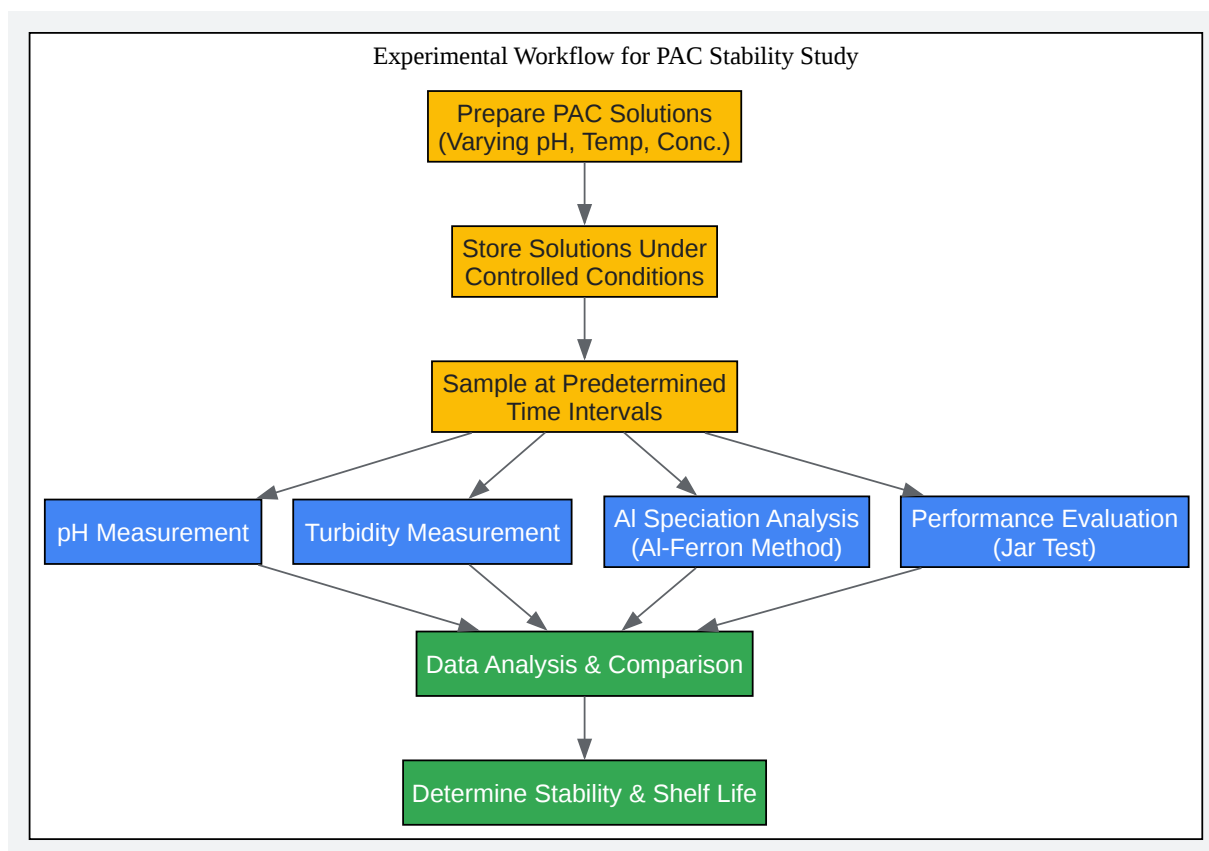 Experimental Workflow for PAC Stability Study
Prepare PAC Solutions
(Varying pH, Temp, Conc.)
Store Solutions Under
Controlled Conditions
Sample at Predetermined
Time Intervals
pH Measurement
Turbidity Measurement
Al Speciation Analysis
(Al-Ferron Method)
Performance Evaluation
(Jar Test)
Data Analysis & Comparison
Determine Stability & Shelf Life